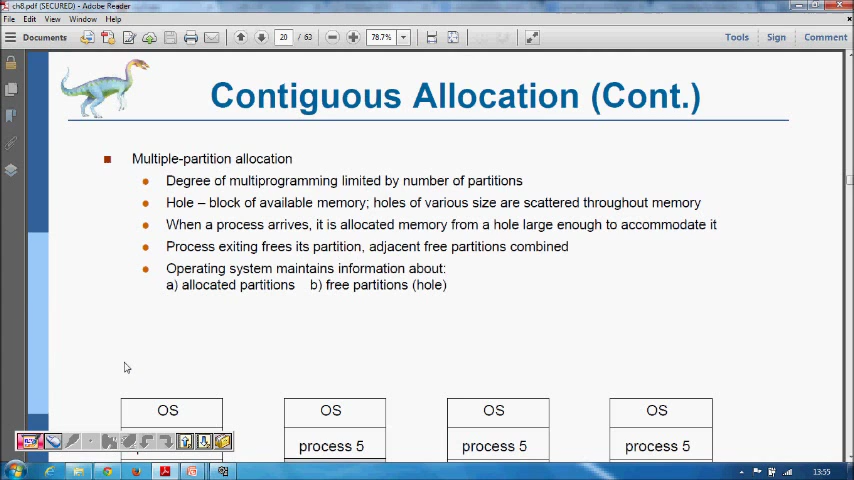 ch8.pdf (SECURED) - Adobe Reader
File Edit View Window Help
Documents 20 / 63 78.7% Tools Sign Comment
Contiguous Allocation (Cont.)
Multiple-partition allocation
Degree of multiprogramming limited by number of partitions
Hole – block of available memory; holes of various size are scattered throughout memory
When a process arrives, it is allocated memory from a hole large enough to accommodate it
Process exiting frees its partition, adjacent free partitions combined
Operating system maintains information about:
a) allocated partitions b) free partitions (hole)
OS OS OS OS
process 5 process 5 process 5
13:55